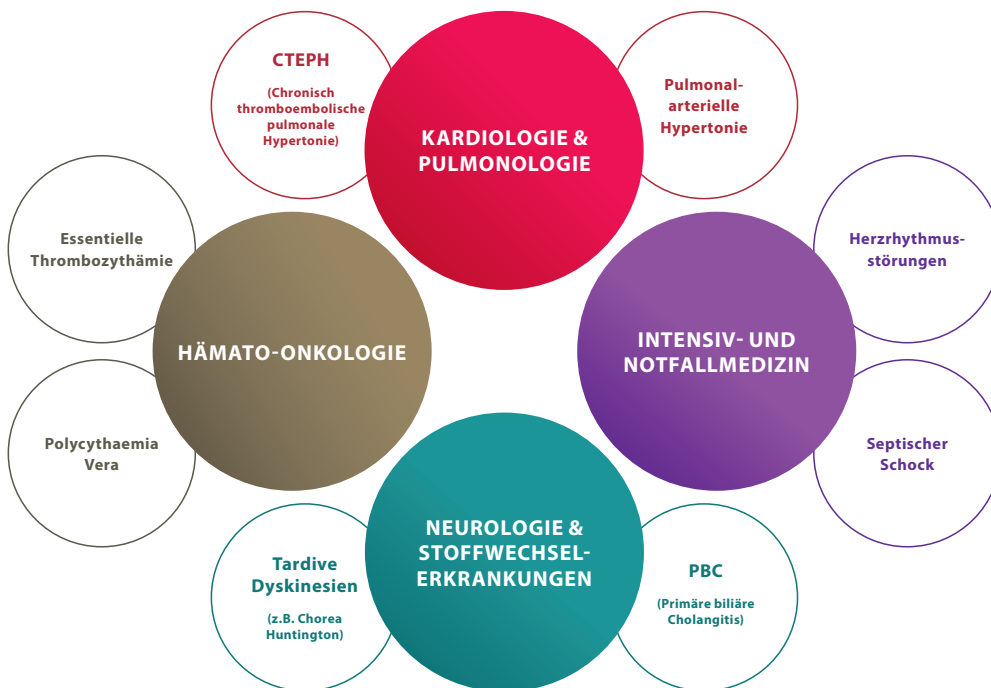 CTEPH
(Chronisch
thromboembolische
pulmonale
Hypertonie)
KARDIOLOGIE &
PULMONOLOGIE
Pulmonal-
arterielle
Hypertonie
Essentielle
Thrombozythämie
HÄMATO-ONKOLOGIE
Polycythaemia
Vera
Herzrhythmus-
störungen
INTENSIV- UND
NOTFALLMEDIZIN
Septischer
Schock
Tardive
Dyskinesien
(z.B. Chorea
Huntington)
NEUROLOGIE &
STOFFWECHSEL-
ERKRANKUNGEN
PBC
(Primäre biliäre
Cholangitis)